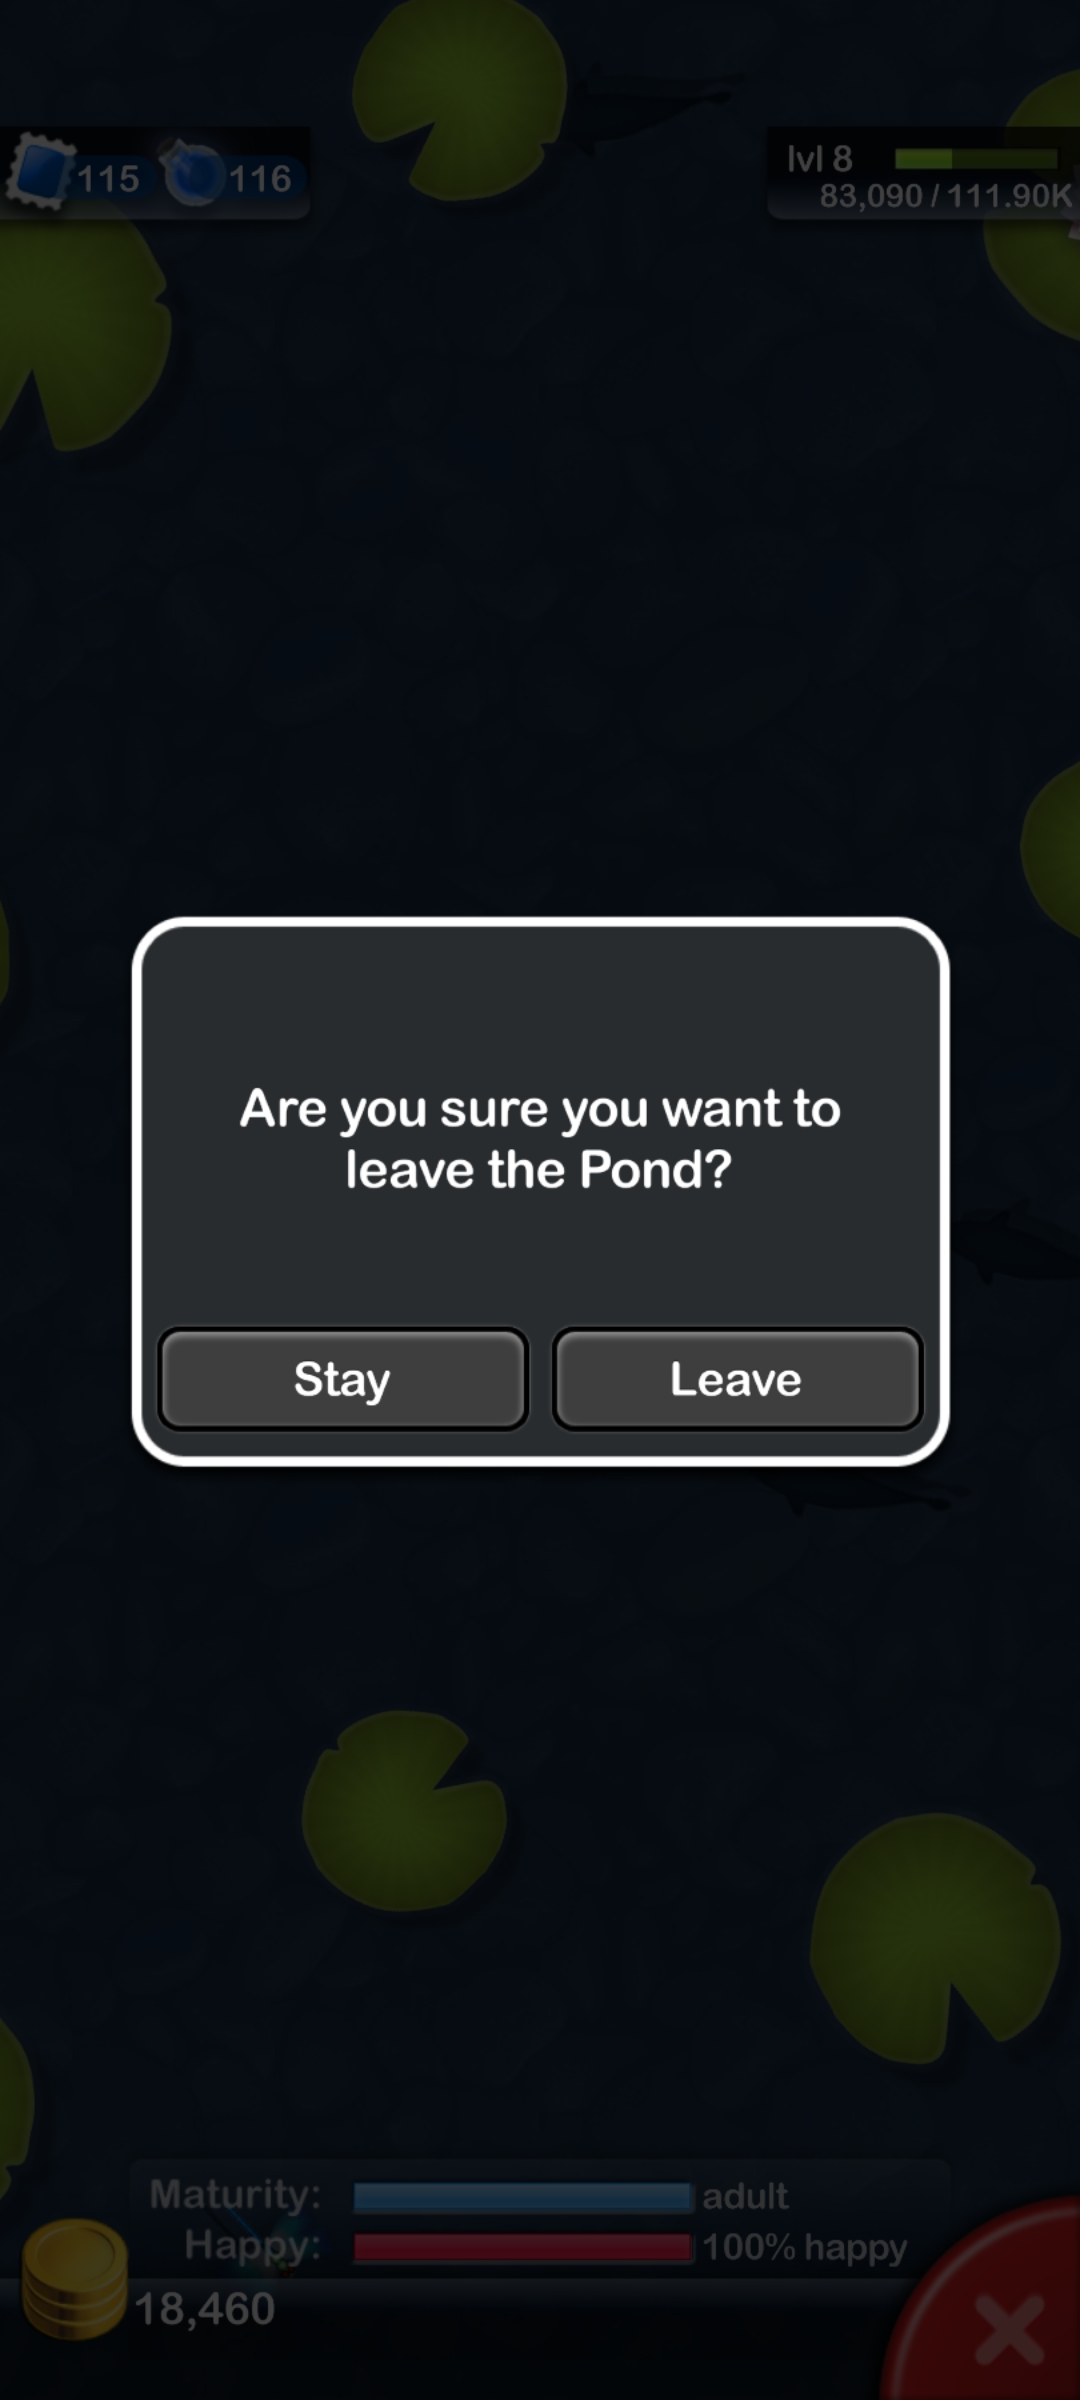 115 116
lvl 8
83,090 / 111.90K
Are you sure you want to
leave the Pond?
Stay Leave
Maturity: adult
Happy: 100% happy
18,460